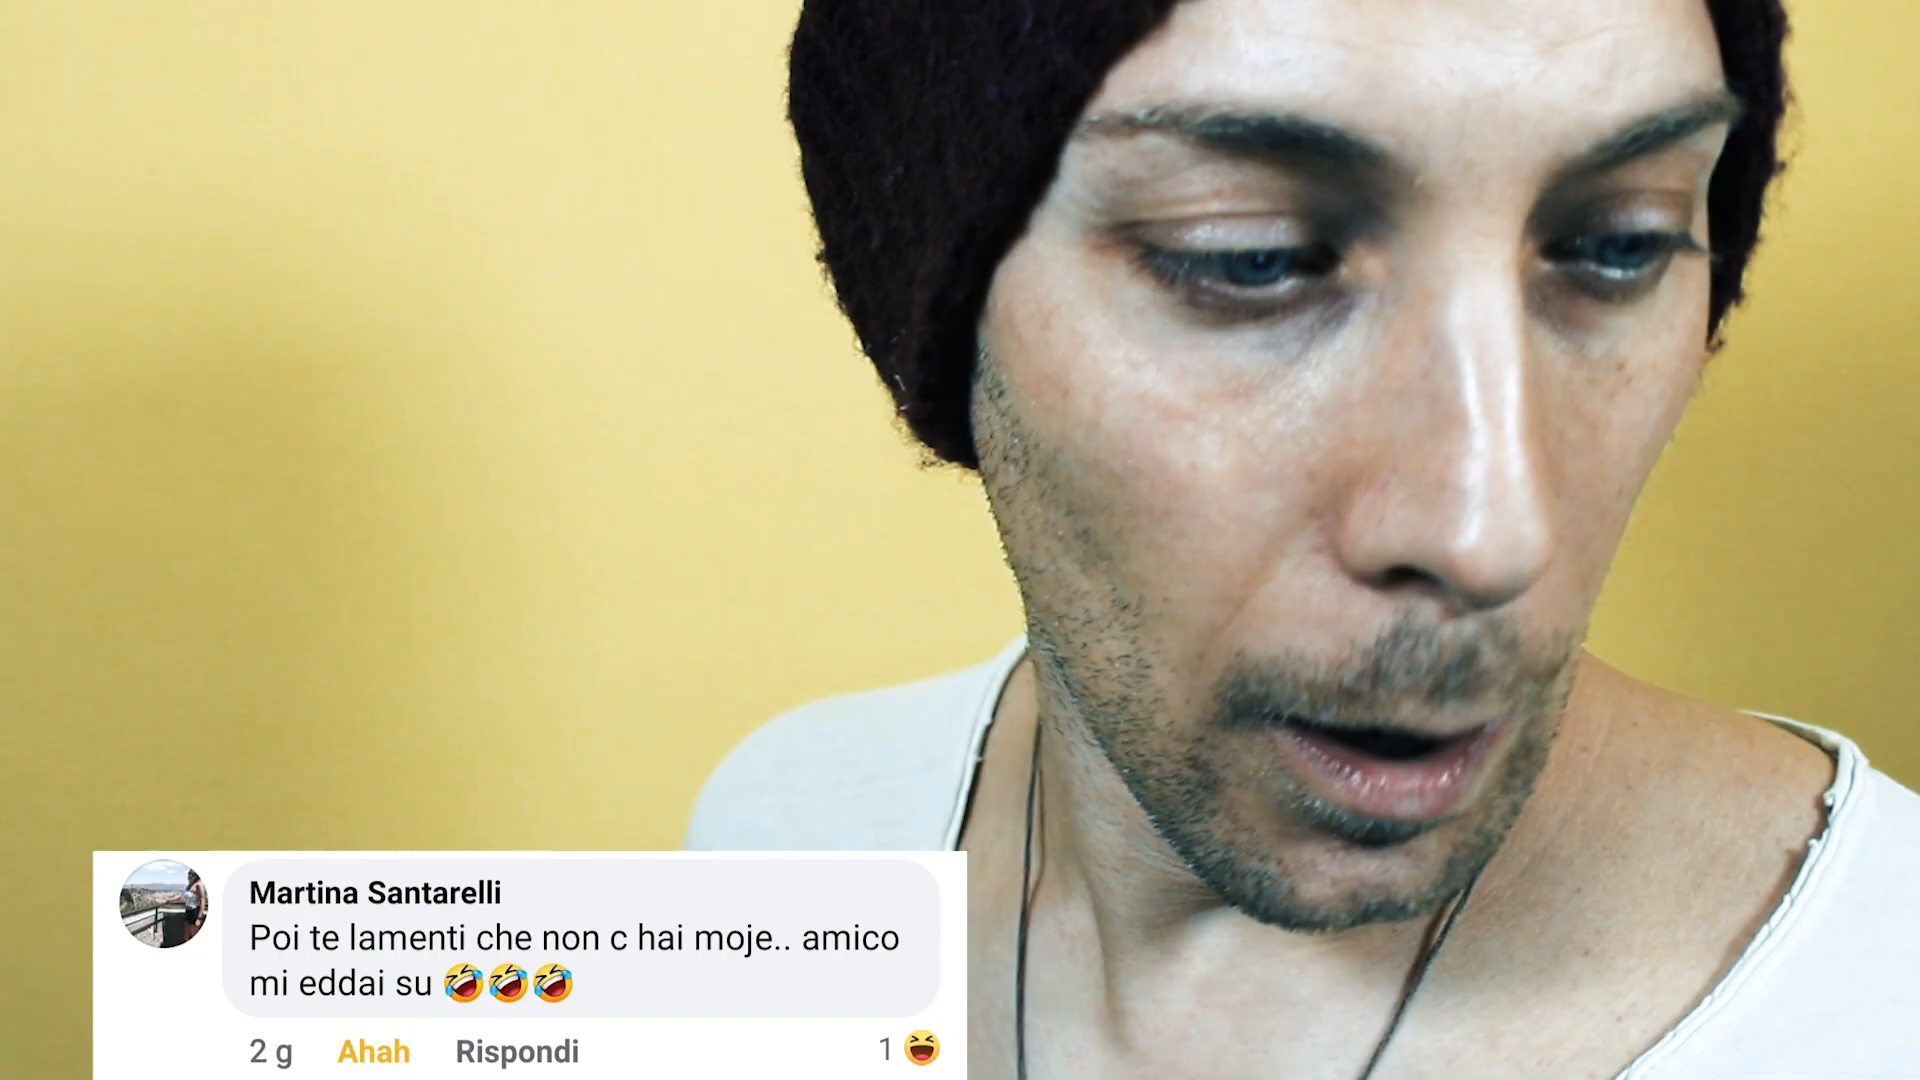 Martina Santarelli
Poi te lamenti che non c hai moje.. amico
mi eddai su 🤣🤣🤣
2 g Ahah Rispondi 1 😆